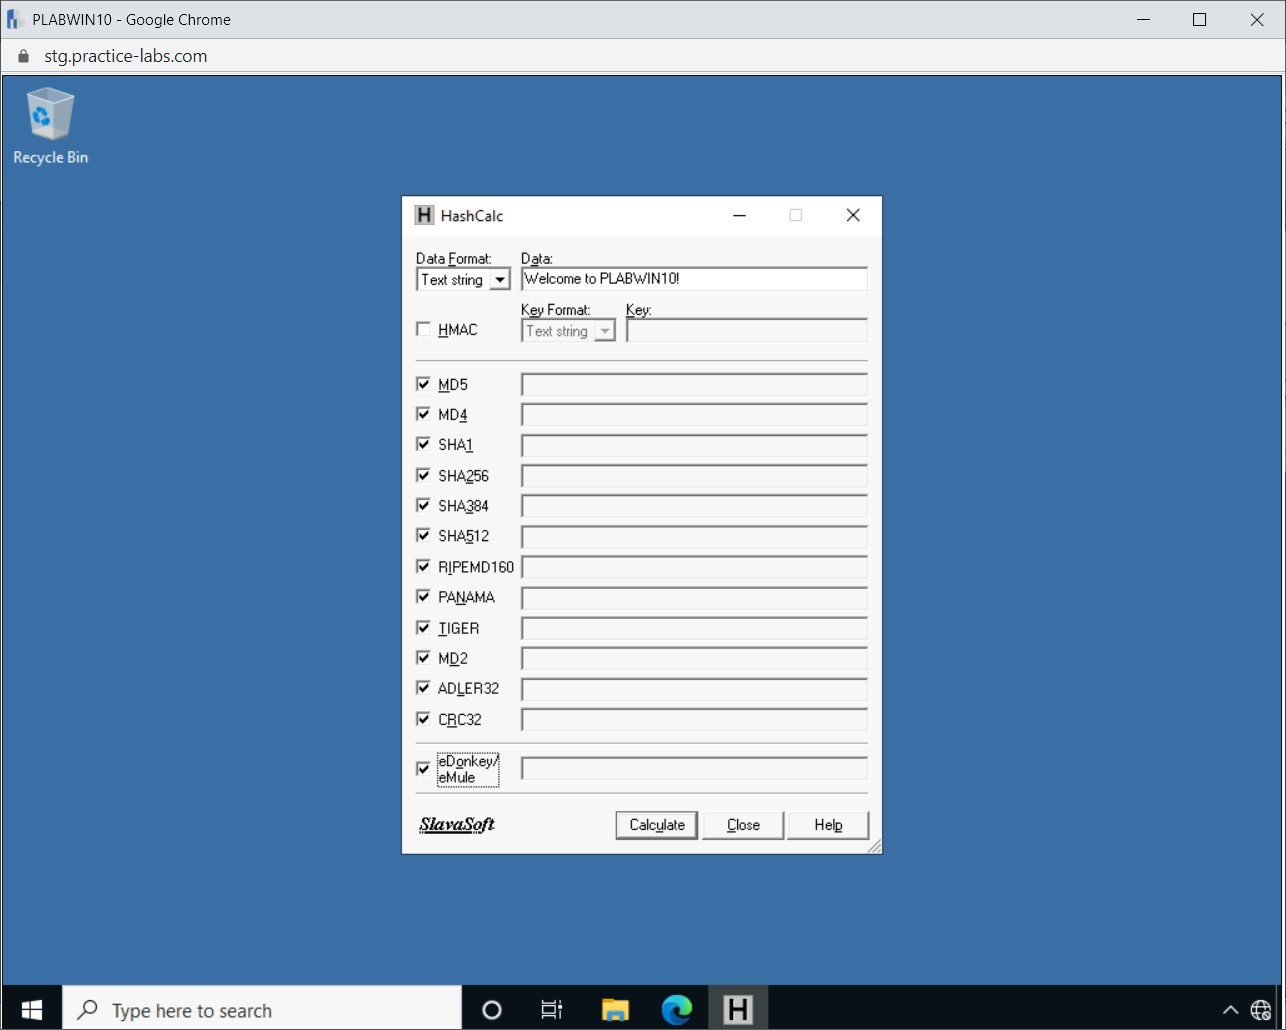 PLABWIN10 - Google Chrome
stg.practice-labs.com
Recycle Bin
H HashCalc
Data Format: Data:
Text string Welcome to PLABWIN10!
Key Format: Key:
HMAC Text string
MD5
MD4
SHA1
SHA256
SHA384
SHA512
RIPEMD160
PANAMA
TIGER
MD2
ADLER32
CRC32
eDonkey/
eMule
SlavaSoft Calculate Close Help
Type here to search H